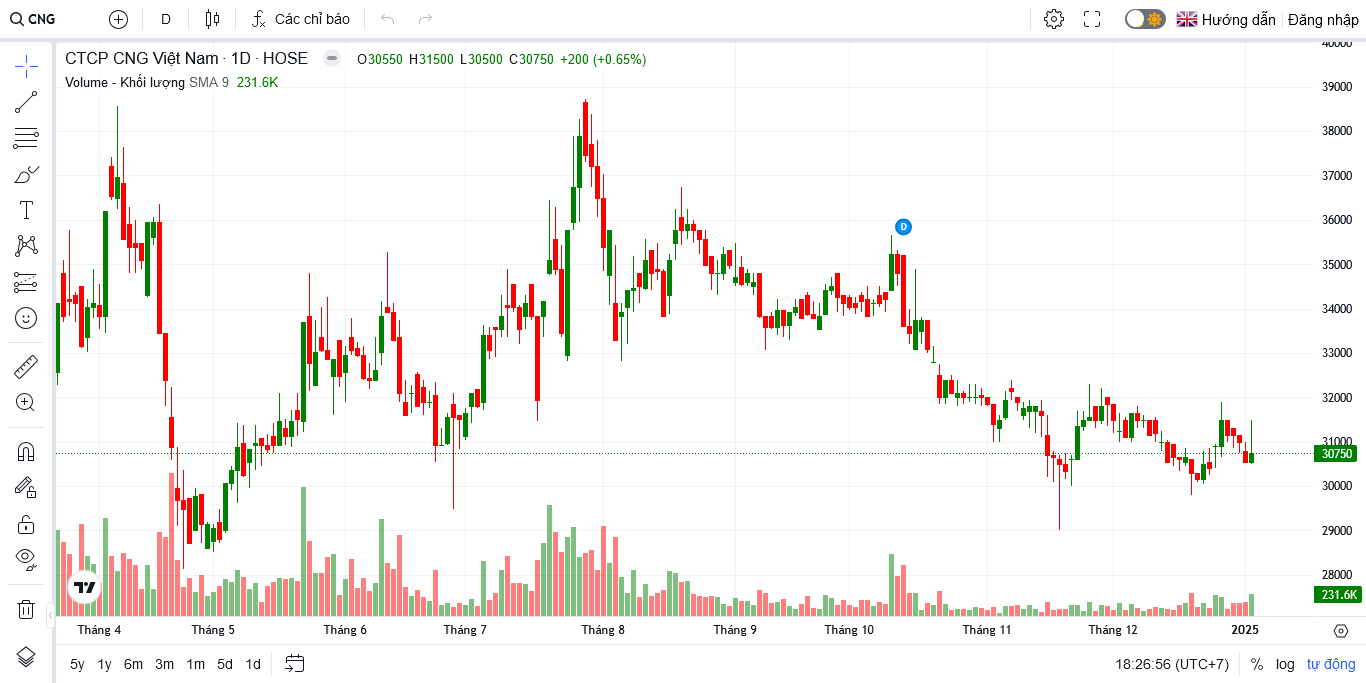 CNG D Các chỉ báo Hướng dẫn Đăng nhập
CTCP CNG Việt Nam · 1D · HOSE O30550 H31500 L30500 C30750 +200 (+0.65%)
Volume - Khối lượng SMA 9 231.6K
40000
39000
38000
37000
36000
D
35000
34000
33000
32000
31000
30750
30000
29000
28000
231.6K
Tháng 4 Tháng 5 Tháng 6 Tháng 7 Tháng 8 Tháng 9 Tháng 10 Tháng 11 Tháng 12 2025
5y 1y 6m 3m 1m 5d 1d 18:26:56 (UTC+7) % log tự động